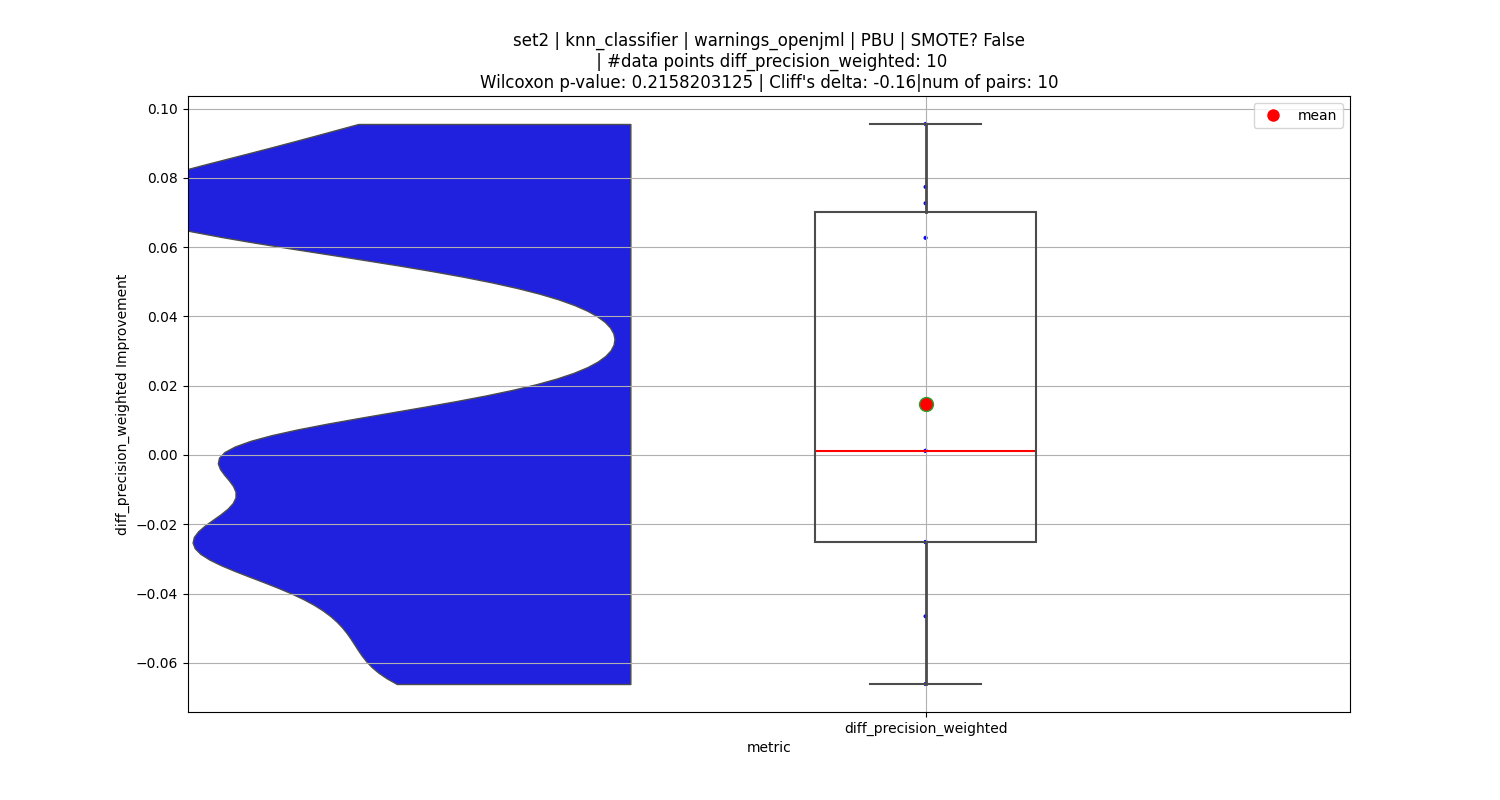 set2 | knn_classifier | warnings_openjml | PBU | SMOTE? False
| #data points diff_precision_weighted: 10
Wilcoxon p-value: 0.2158203125 | Cliff's delta: -0.16|num of pairs: 10
mean
0.10
0.08
0.06
0.04
0.02
0.00
−0.02
−0.04
−0.06
diff_precision_weighted Improvement
diff_precision_weighted
metric